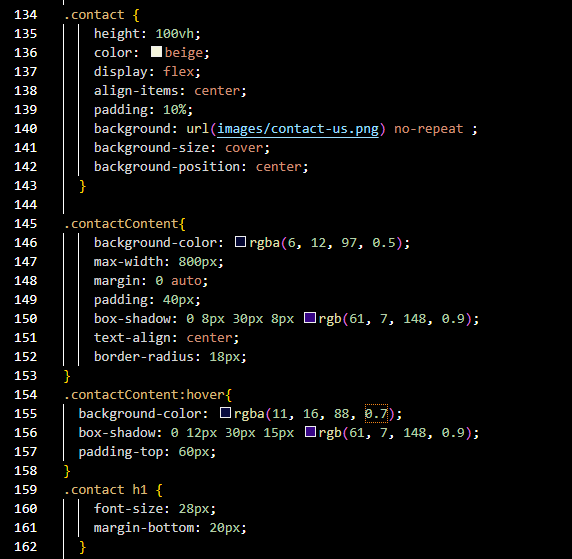 134 .contact {
135 height: 100vh;
136 color: beige;
137 display: flex;
138 align-items: center;
139 padding: 10%;
140 background: url(images/contact-us.png) no-repeat ;
141 background-size: cover;
142 background-position: center;
143 }
144
145 .contactContent{
146 background-color: rgba(6, 12, 97, 0.5);
147 max-width: 800px;
148 margin: 0 auto;
149 padding: 40px;
150 box-shadow: 0 8px 30px 8px rgb(61, 7, 148, 0.9);
151 text-align: center;
152 border-radius: 18px;
153 }
154 .contactContent:hover{
155 background-color: rgba(11, 16, 88, 0.7);
156 box-shadow: 0 12px 30px 15px rgb(61, 7, 148, 0.9);
157 padding-top: 60px;
158 }
159 .contact h1 {
160 font-size: 28px;
161 margin-bottom: 20px;
162 }